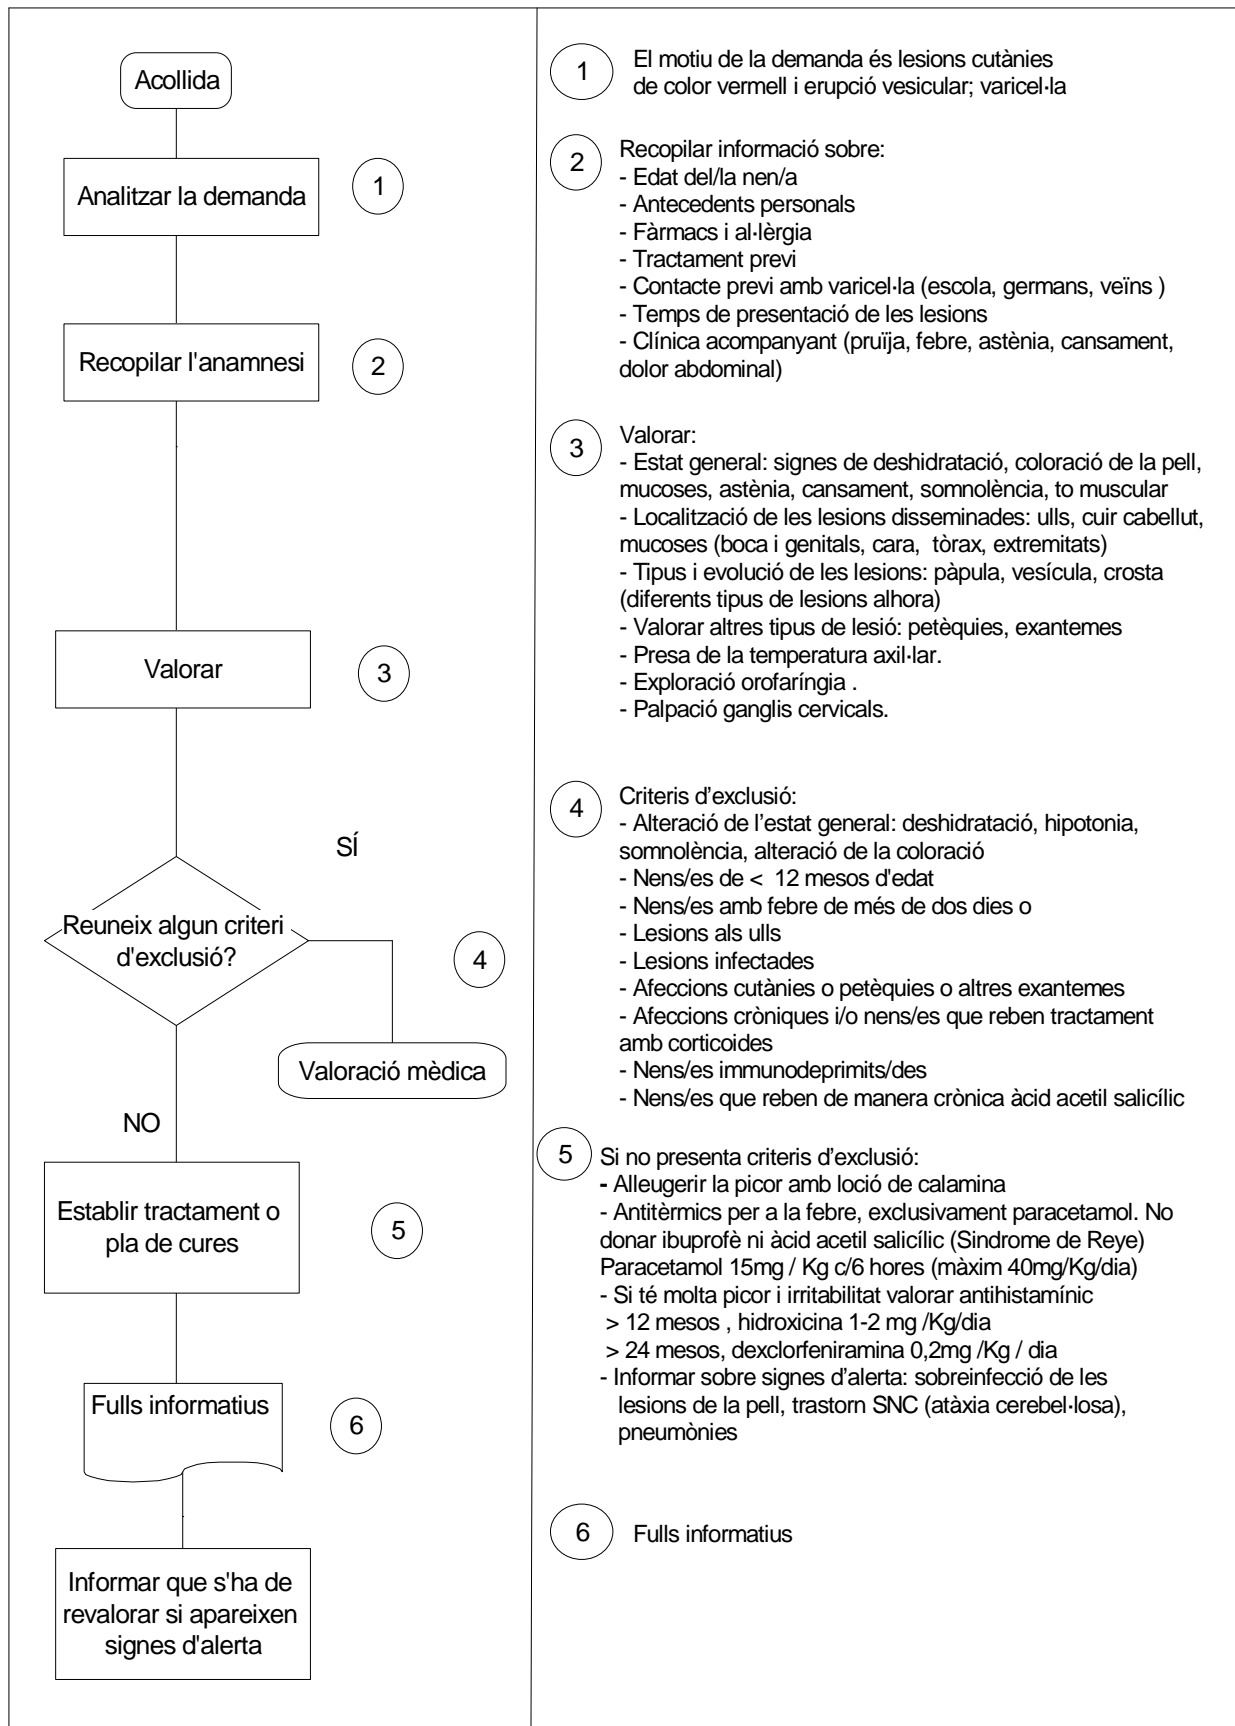 Acollida
Analitzar la demanda
1
Recopilar l'anamnesi
2
Valorar
3
SÍ
Reuneix algun criteri
d'exclusió?
4
Valoració mèdica
NO
Establir tractament o
pla de cures
5
Fulls informatius
6
Informar que s'ha de
revalorar si apareixen
signes d'alerta
1
El motiu de la demanda és lesions cutànies
de color vermell i erupció vesicular; varicel·la
2
Recopilar informació sobre:
- Edat del/la nen/a
- Antecedents personals
- Fàrmacs i al·lèrgia
- Tractament previ
- Contacte previ amb varicel·la (escola, germans, veïns )
- Temps de presentació de les lesions
- Clínica acompanyant (pruïja, febre, astènia, cansament,
dolor abdominal)
3
Valorar:
- Estat general: signes de deshidratació, coloració de la pell,
mucoses, astènia, cansament, somnolència, to muscular
- Localització de les lesions disseminades: ulls, cuir cabellut,
mucoses (boca i genitals, cara, tòrax, extremitats)
- Tipus i evolució de les lesions: pàpula, vesícula, crosta
(diferents tipus de lesions alhora)
- Valorar altres tipus de lesió: petèquies, exantemes
- Presa de la temperatura axil·lar.
- Exploració orofaríngia .
- Palpació ganglis cervicals.
4
Criteris d’exclusió:
- Alteració de l’estat general: deshidratació, hipotonia,
somnolència, alteració de la coloració
- Nens/es de < 12 mesos d'edat
- Nens/es amb febre de més de dos dies o
- Lesions als ulls
- Lesions infectades
- Afeccions cutànies o petèquies o altres exantemes
- Afeccions cròniques i/o nens/es que reben tractament
amb corticoides
- Nens/es immunodeprimits/des
- Nens/es que reben de manera crònica àcid acetil salicílic
5
Si no presenta criteris d’exclusió:
- Alleugerir la picor amb loció de calamina
- Antitèrmics per a la febre, exclusivament paracetamol. No
donar ibuprofè ni àcid acetil salicílic (Sindrome de Reye)
Paracetamol 15mg / Kg c/6 hores (màxim 40mg/Kg/dia)
- Si té molta picor i irritabilitat valorar antihistamínic
> 12 mesos , hidroxicina 1-2 mg /Kg/dia
> 24 mesos, dexclorfeniramina 0,2mg /Kg / dia
- Informar sobre signes d’alerta: sobreinfecció de les
lesions de la pell, trastorn SNC (atàxia cerebel·losa),
pneumònies
6
Fulls informatius